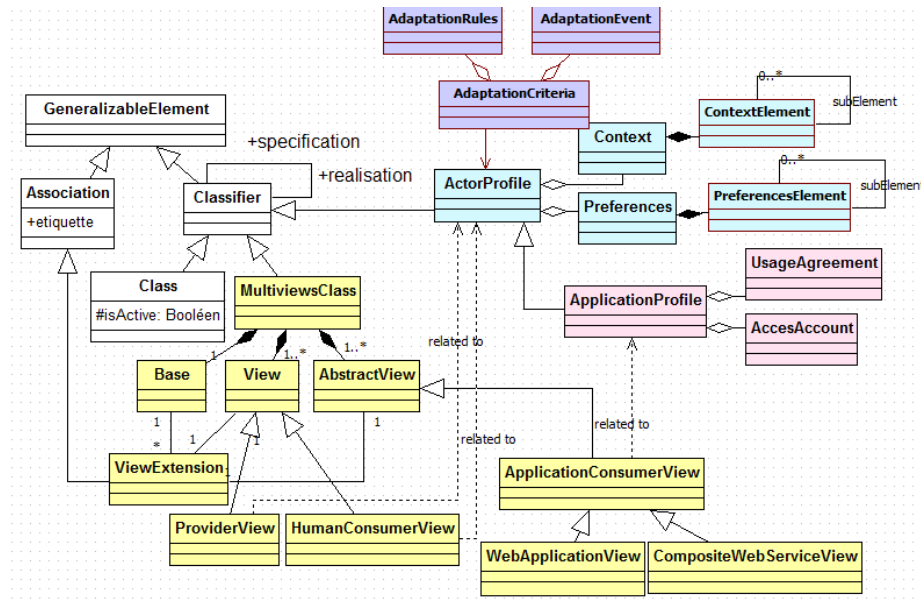 AdaptationRules
AdaptationEvent
AdaptationCriteria
GeneralizableElement
0..*
ContextElement
subElement
Context
+specification
+realisation
Association
+etiquette
Classifier
ActorProfile
0..*
PreferencesElement
subElement
Preferences
Class
#isActive: Booléen
MultiviewsClass
UsageAgreement
ApplicationProfile
AccesAccount
1
1..*
1..*
related to
related to
Base
View
AbstractView
1
1
1
1
*
related to
ViewExtension
1
ApplicationConsumerView
ProviderView
HumanConsumerView
WebApplicationView
CompositeWebServiceView